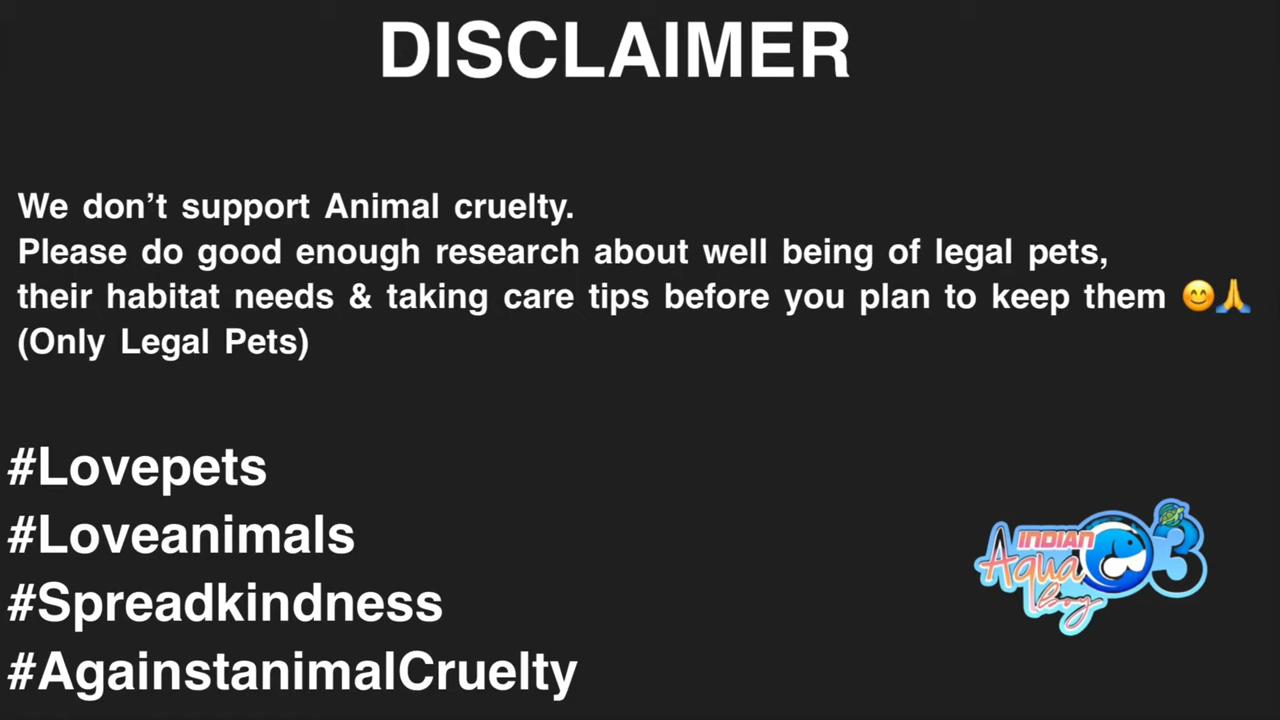 DISCLAIMER
We don’t support Animal cruelty.
Please do good enough research about well being of legal pets,
their habitat needs & taking care tips before you plan to keep them 😊🙏
(Only Legal Pets)
#Lovepets
#Loveanimals
#Spreadkindness
#AgainstanimalCruelty
INDIAN
Aqua
boy
3